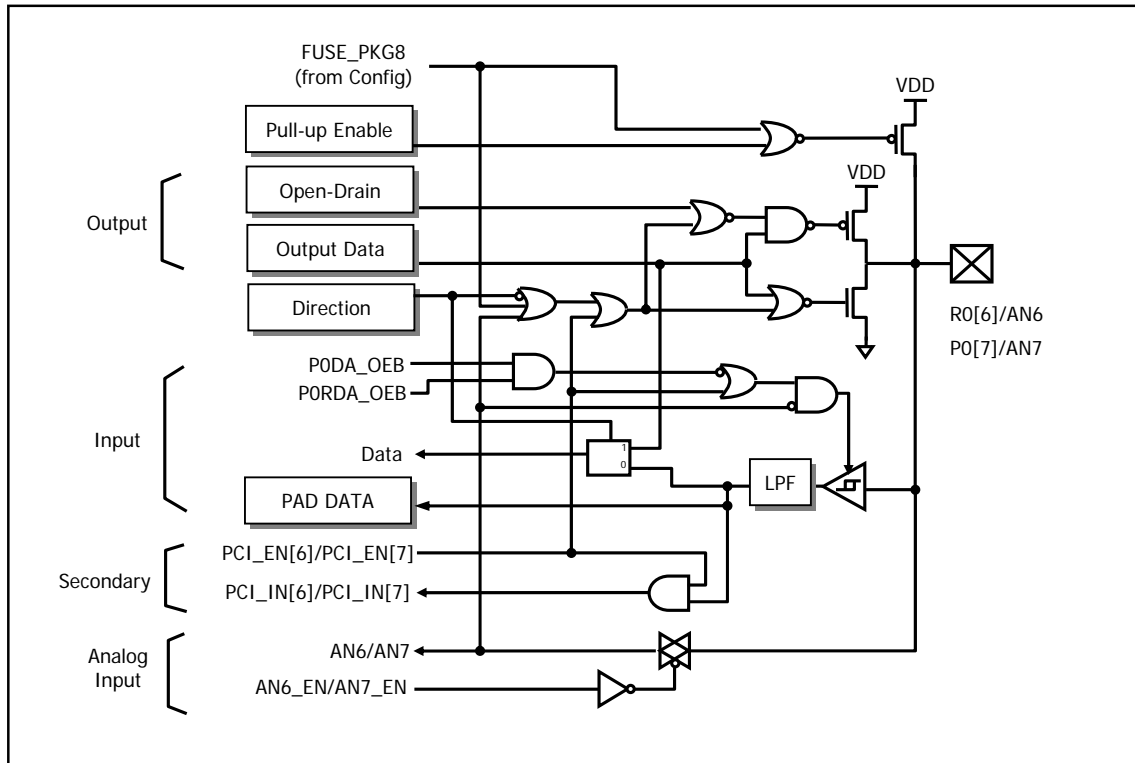 FUSE_PKG8
(from Config)
VDD
Pull-up Enable
VDD
Output
Open-Drain
Output Data
Direction
R0[6]/AN6
P0[7]/AN7
Input
P0DA_OEB
P0RDA_OEB
Data
1
0
LPF
PAD DATA
Secondary
PCI_EN[6]/PCI_EN[7]
PCI_IN[6]/PCI_IN[7]
Analog
Input
AN6/AN7
AN6_EN/AN7_EN